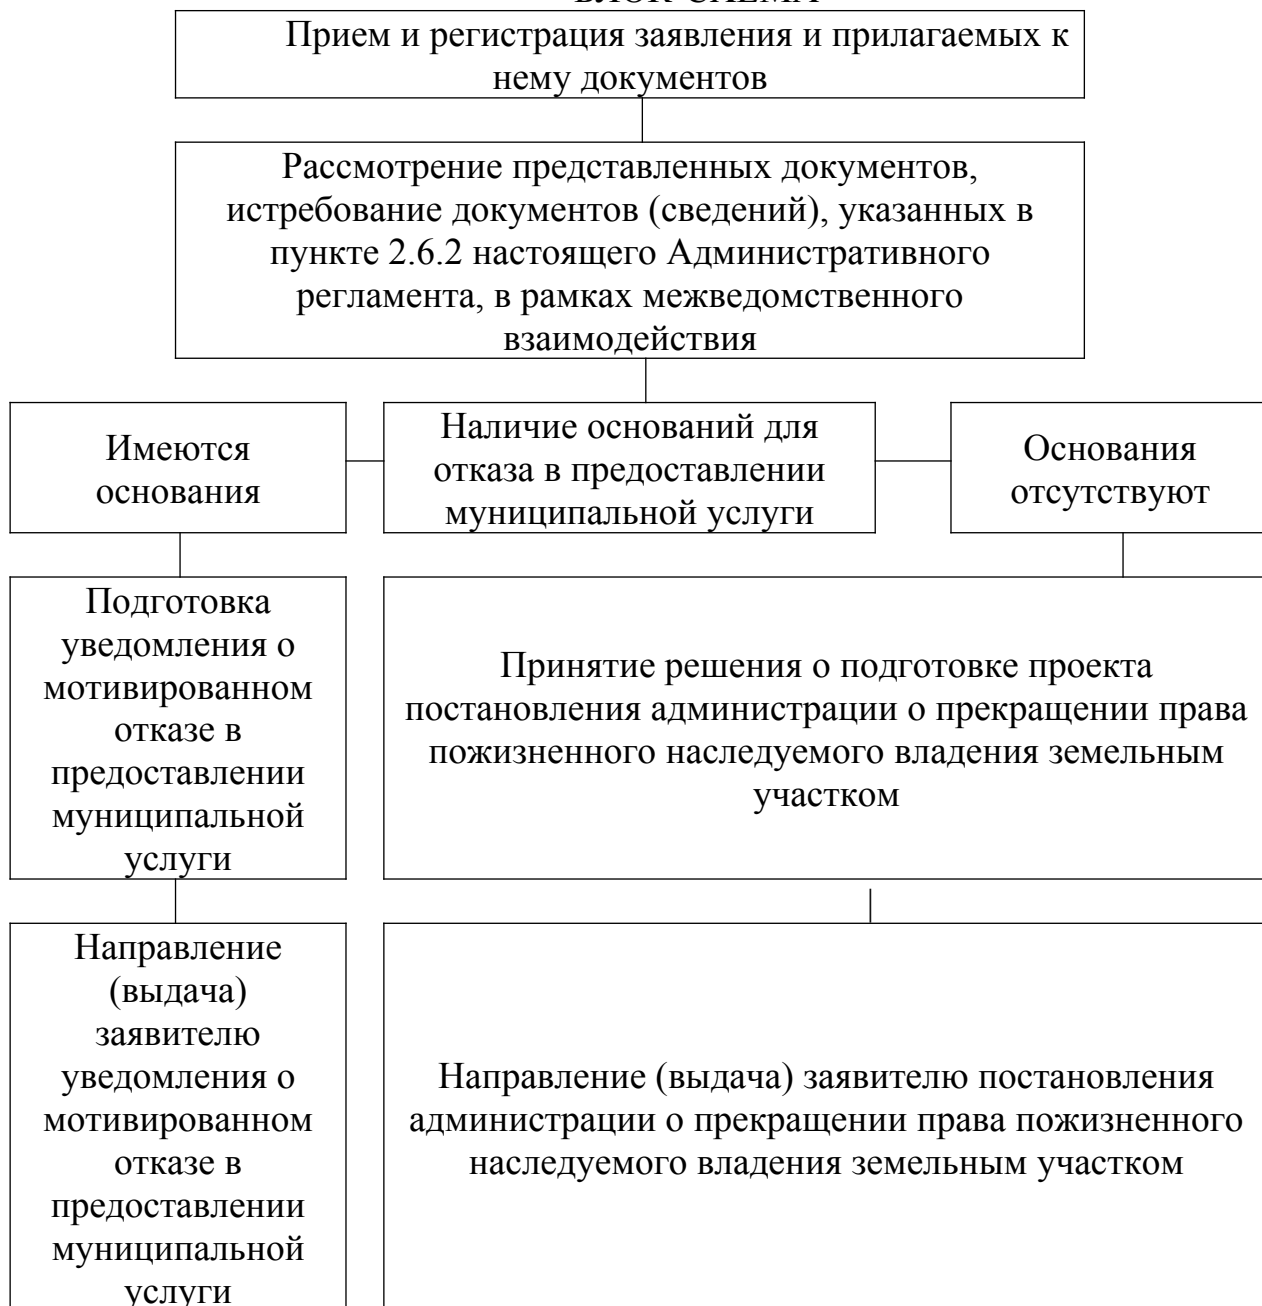 БЛОК-СХЕМА
Прием и регистрация заявления и прилагаемых к
нему документов
Рассмотрение представленных документов,
истребование документов (сведений), указанных в
пункте 2.6.2 настоящего Административного
регламента, в рамках межведомственного
взаимодействия
Имеются
основания
Наличие оснований для
отказа в предоставлении
муниципальной услуги
Основания
отсутствуют
Подготовка
уведомления о
мотивированном
отказе в
предоставлении
муниципальной
услуги
Принятие решения о подготовке проекта
постановления администрации о прекращении права
пожизненного наследуемого владения земельным
участком
Направление
(выдача)
заявителю
уведомления о
мотивированном
отказе в
предоставлении
муниципальной
услуги
Направление (выдача) заявителю постановления
администрации о прекращении права пожизненного
наследуемого владения земельным участком